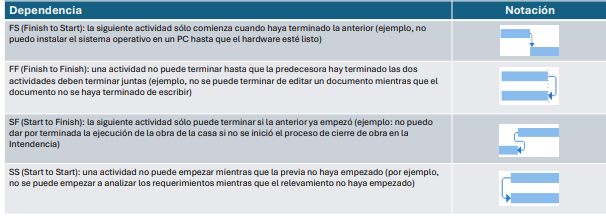 Dependencia Notación
FS (Finish to Start): la siguiente actividad sólo comienza cuando haya terminado la anterior (ejemplo, no
puedo instalar el sistema operativo en un PC hasta que el hardware esté listo)
FF (Finish to Finish): una actividad no puede terminar hasta que la predecesora hay terminado las dos
actividades deben terminar juntas (ejemplo, no se puede terminar de editar un documento mientras que el
documento no se haya terminado de escribir)
SF (Start to Finish): la siguiente actividad sólo puede terminar si la anterior ya empezó (ejemplo: no puedo
dar por terminada la ejecución de la obra de la casa si no se inició el proceso de cierre de obra en la
Intendencia)
SS (Start to Start): una actividad no puede empezar mientras que la previa no haya empezado (por ejemplo,
no se puede empezar a analizar los requerimientos mientras que el relevamiento no haya empezado)